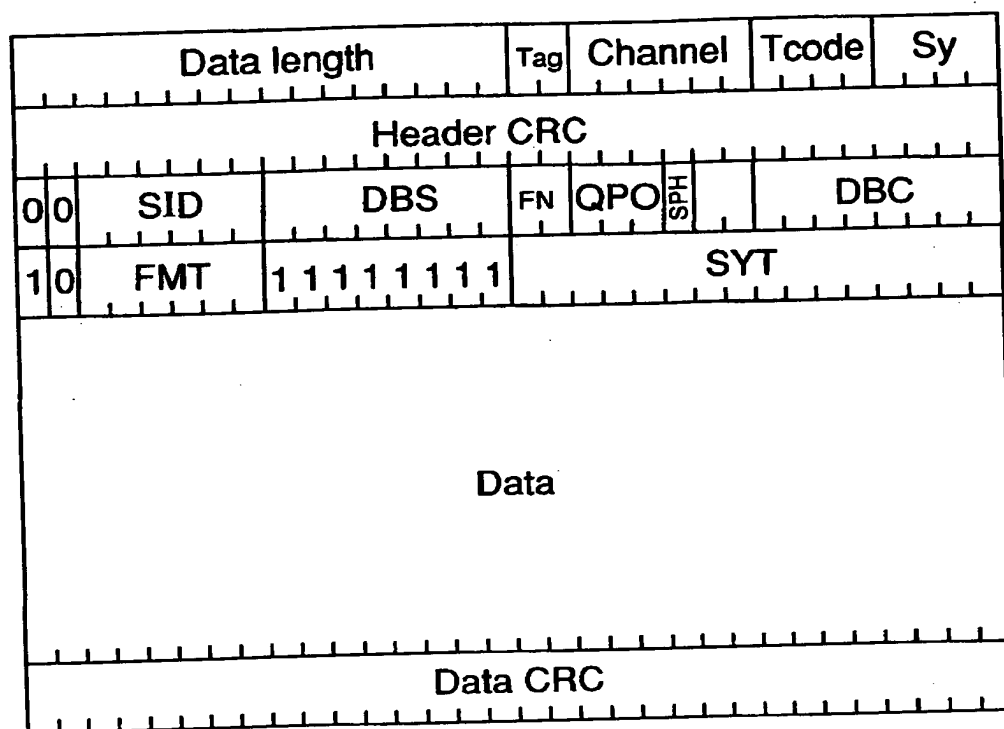 Data length Tag Channel Tcode Sy
Header CRC
0 0 SID DBS FN QPO SPH DBC
1 0 FMT 1 1 1 1 1 1 1 1 SYT
Data
Data CRC